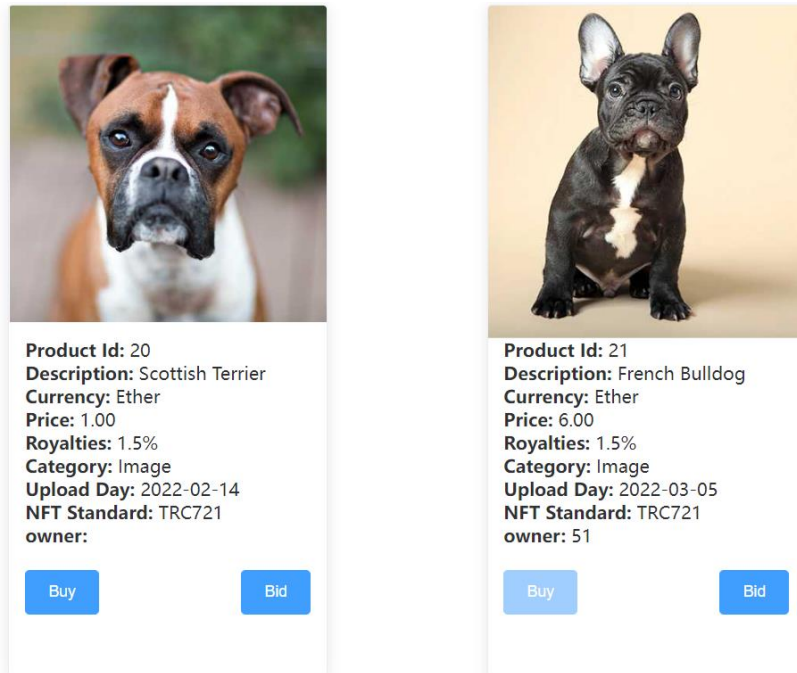 Product Id: 20
Description: Scottish Terrier
Currency: Ether
Price: 1.00
Royalties: 1.5%
Category: Image
Upload Day: 2022-02-14
NFT Standard: TRC721
owner:
Buy
Bid
Product Id: 21
Description: French Bulldog
Currency: Ether
Price: 6.00
Royalties: 1.5%
Category: Image
Upload Day: 2022-03-05
NFT Standard: TRC721
owner: 51
Buy
Bid